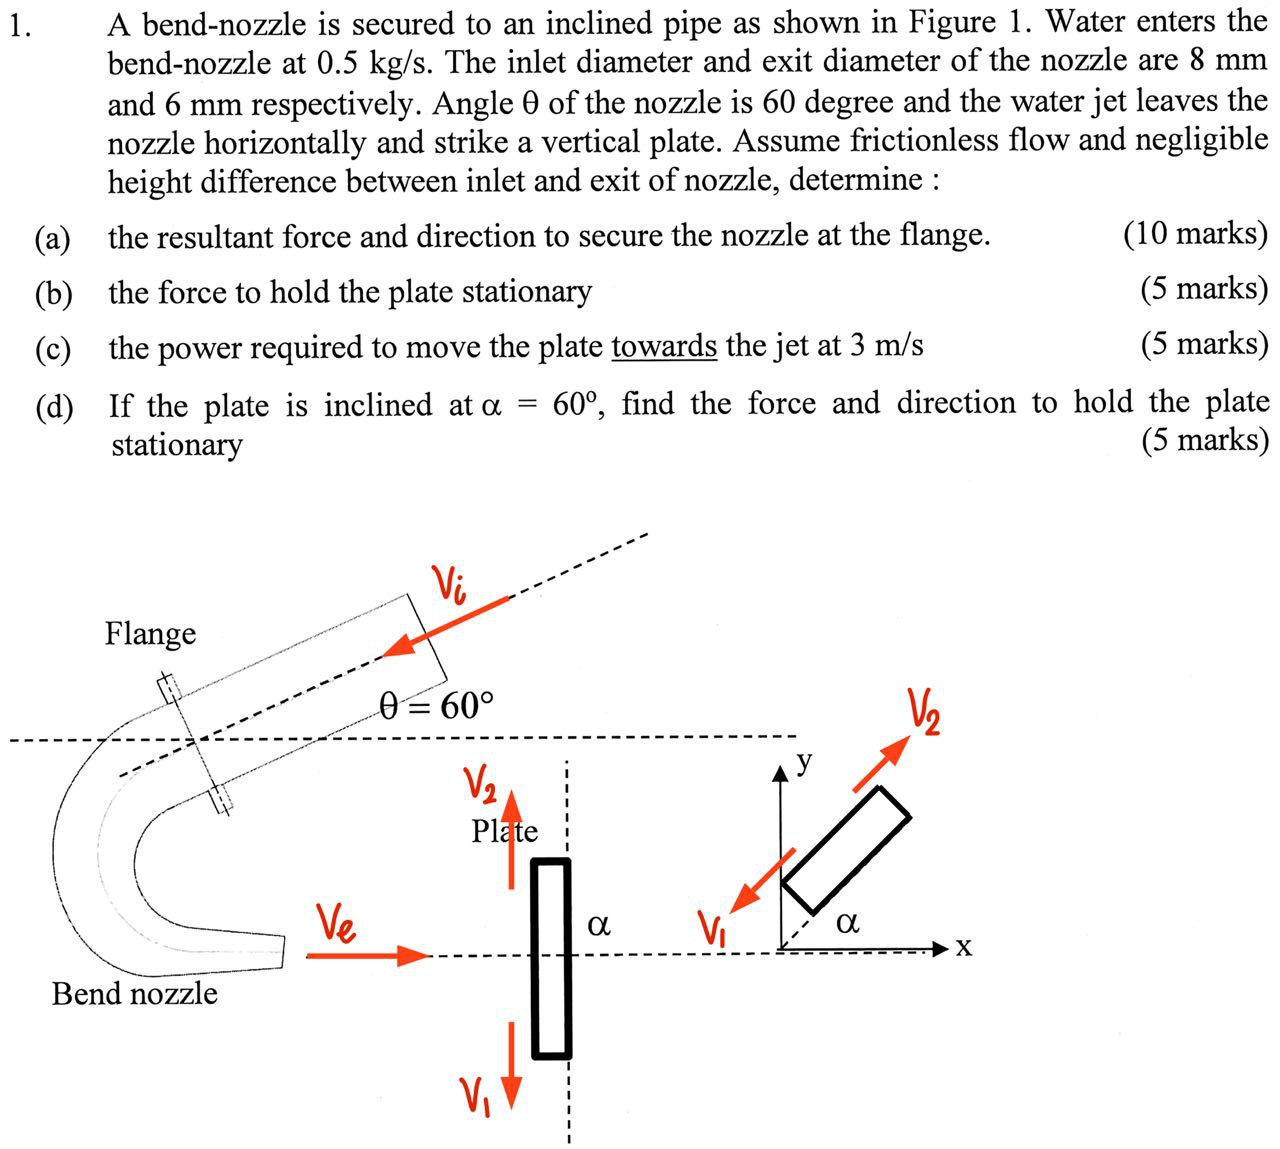 1. A bend-nozzle is secured to an inclined pipe as shown in Figure 1. Water enters the
bend-nozzle at 0.5 kg/s. The inlet diameter and exit diameter of the nozzle are 8 mm
and 6 mm respectively. Angle θ of the nozzle is 60 degree and the water jet leaves the
nozzle horizontally and strike a vertical plate. Assume frictionless flow and negligible
height difference between inlet and exit of nozzle, determine :
(a) the resultant force and direction to secure the nozzle at the flange. (10 marks)
(b) the force to hold the plate stationary (5 marks)
(c) the power required to move the plate towards the jet at 3 m/s (5 marks)
(d) If the plate is inclined at α = 60º, find the force and direction to hold the plate
stationary (5 marks)
Vi
Flange
θ = 60°
V2
y
V2
Plate
Ve
α
V1
α
x
Bend nozzle
V1